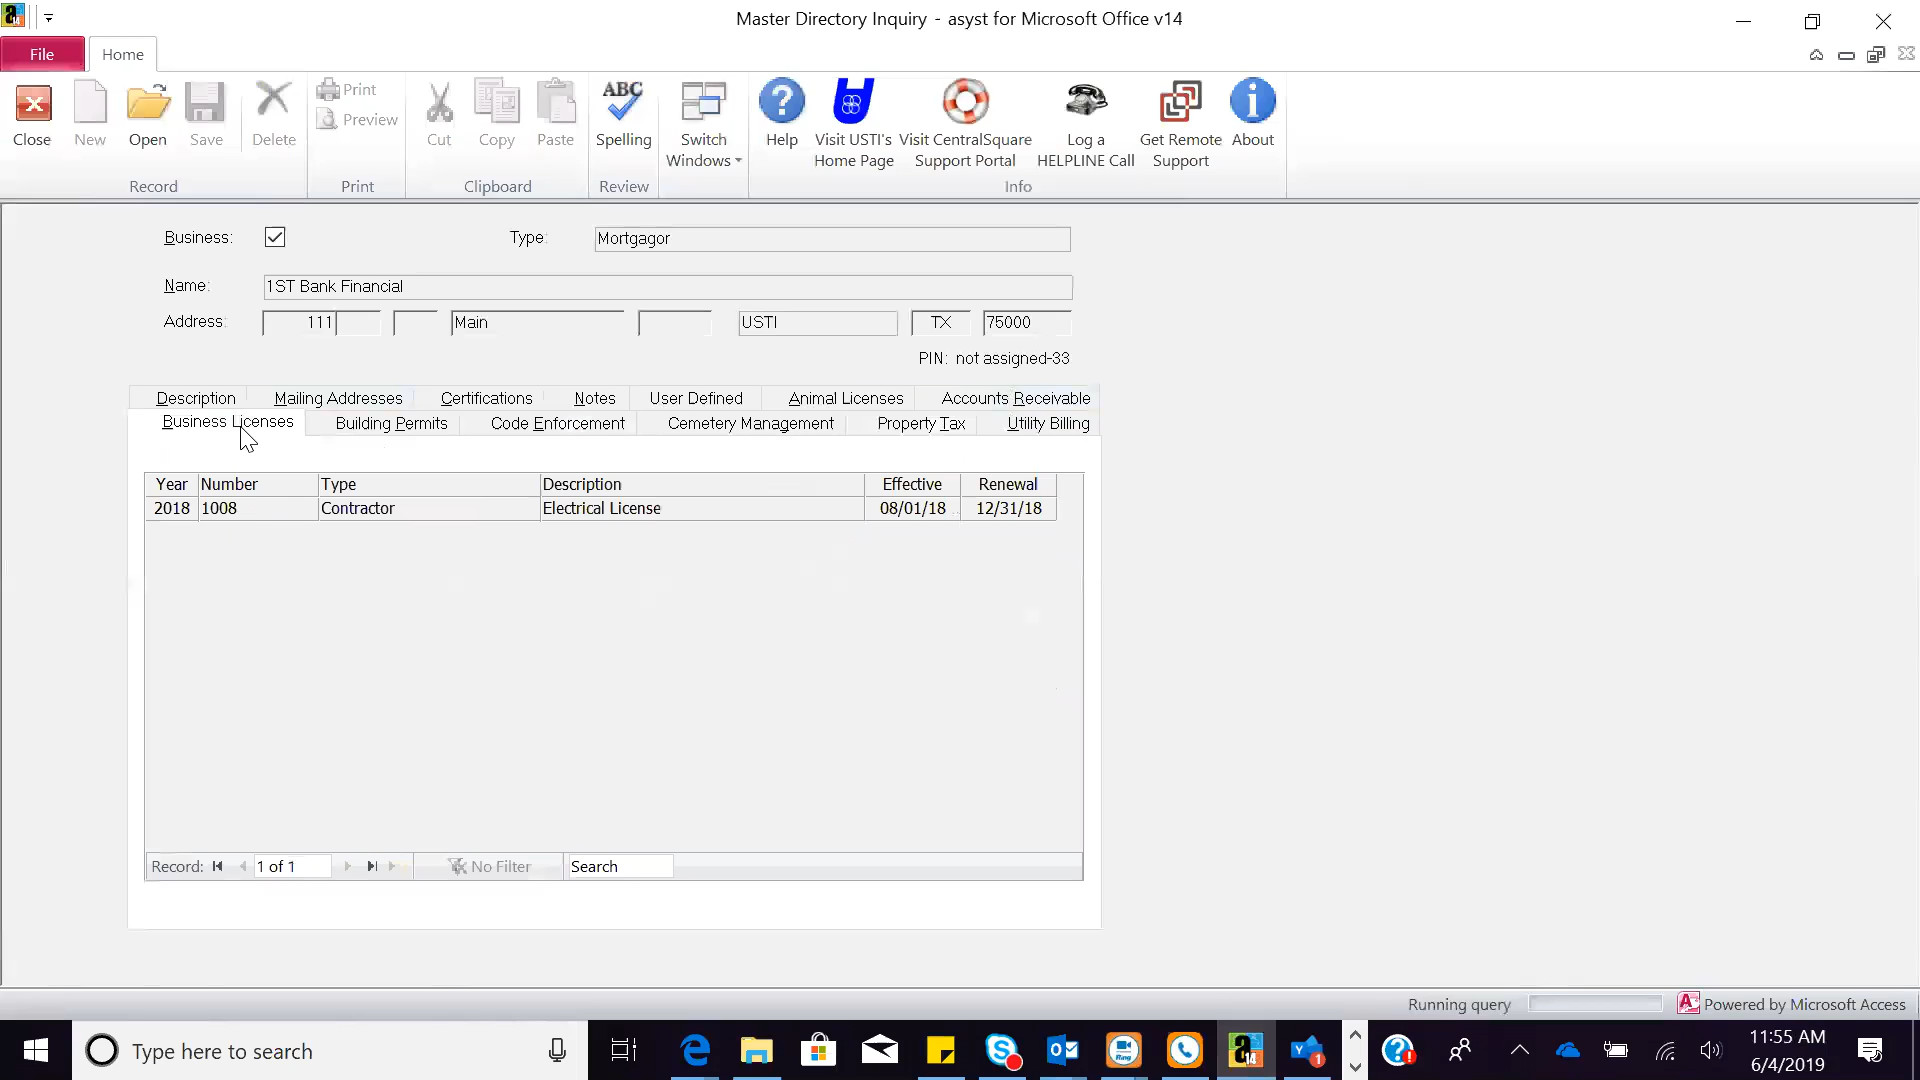 Master Directory Inquiry - asyst for Microsoft Office v14
File Home
Close New Open Save Delete Print Preview Cut Copy Paste ABC Spelling Switch Windows Help Visit USTI's Home Page Visit CentralSquare Support Portal Log a HELPLINE Call Get Remote Support About
Record Print Clipboard Review Info
Business: Type: Mortgagor
Name: 1ST Bank Financial
Address: 111 Main USTI TX 75000
PIN: not assigned-33
Description Mailing Addresses Certifications Notes User Defined Animal Licenses Accounts Receivable
Business Licenses Building Permits Code Enforcement Cemetery Management Property Tax Utility Billing
Year Number Type Description Effective Renewal
2018 1008 Contractor Electrical License 08/01/18 12/31/18
Record: 1 of 1 No Filter Search
Running query Powered by Microsoft Access
Type here to search
11:55 AM
6/4/2019